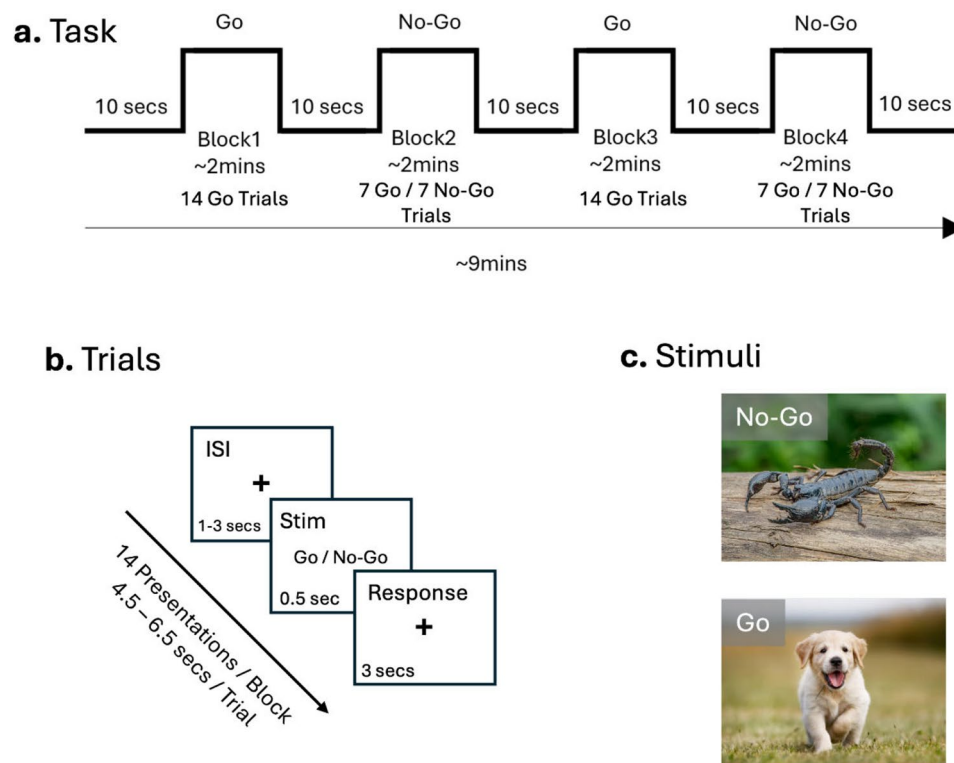 a. Task
Go
No-Go
Go
No-Go
10 secs
10 secs
10 secs
10 secs
10 secs
Block1
~2mins
14 Go Trials
Block2
~2mins
7 Go / 7 No-Go
Trials
Block3
~2mins
14 Go Trials
Block4
~2mins
7 Go / 7 No-Go
Trials
~9mins
b. Trials
ISI
+
1-3 secs
Stim
Go / No-Go
0.5 sec
Response
+
3 secs
14 Presentations / Block
4.5 – 6.5 secs / Trial
c. Stimuli
No-Go
Go